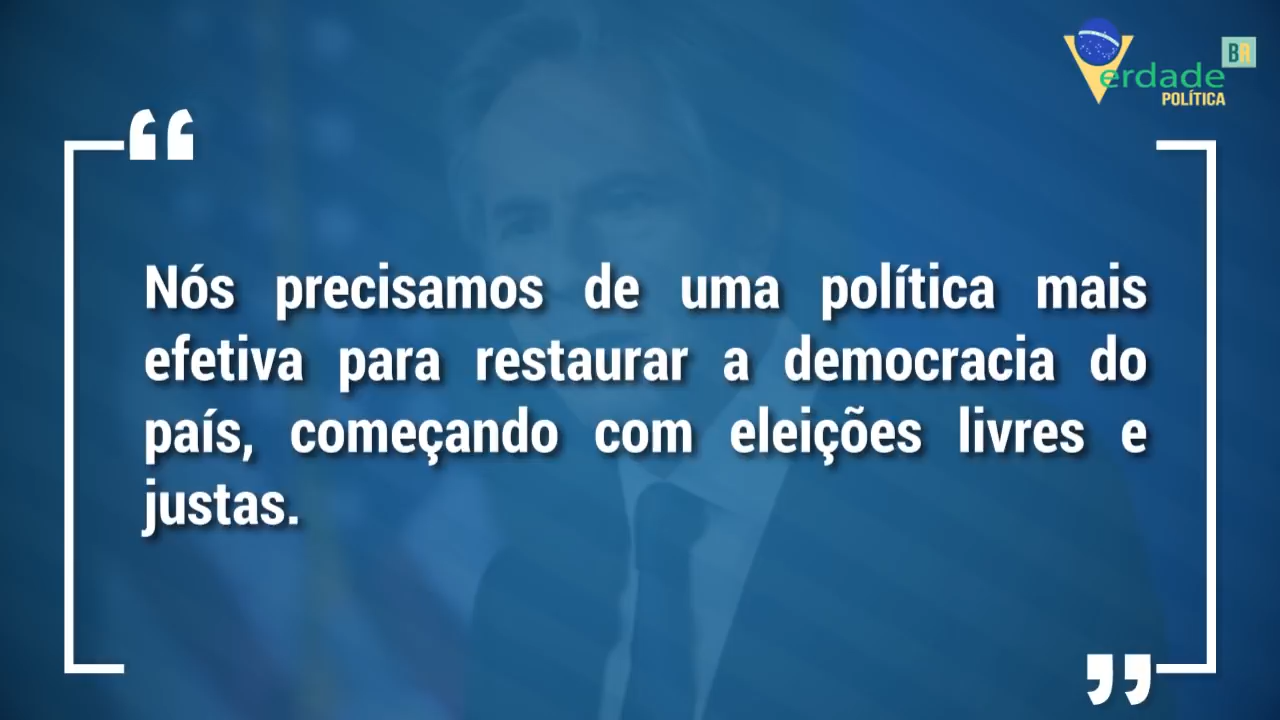 Verdade
POLÍTICA
BR
“
Nós precisamos de uma política mais
efetiva para restaurar a democracia do
país, começando com eleições livres e
justas.
”